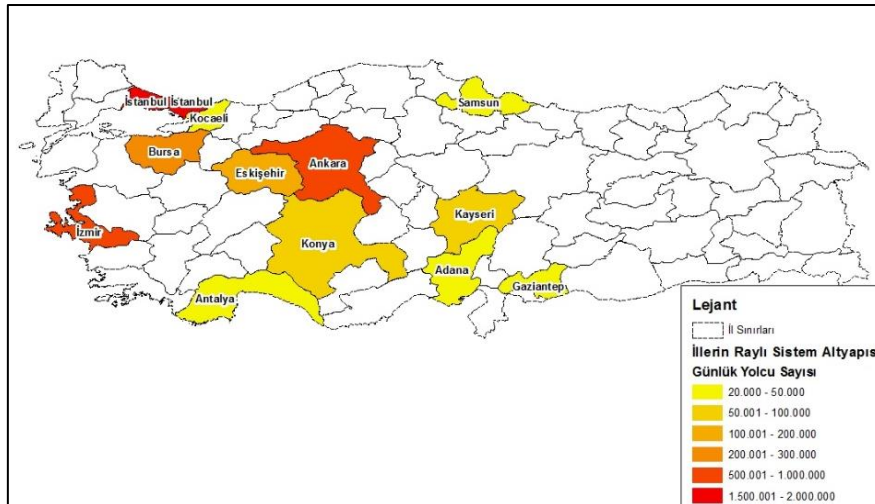 İstanbul İstanbul
Kocaeli
Samsun
Bursa
Ankara
Eskişehir
Kayseri
İzmir
Konya
Adana
Gaziantep
Antalya
Lejant
İl Sınırları
İllerin Raylı Sistem Altyapıs
Günlük Yolcu Sayısı
20.000 - 50.000
50.001 - 100.000
100.001 - 200.000
200.001 - 300.000
500.001 - 1.000.000
1.500.001 - 2.000.000